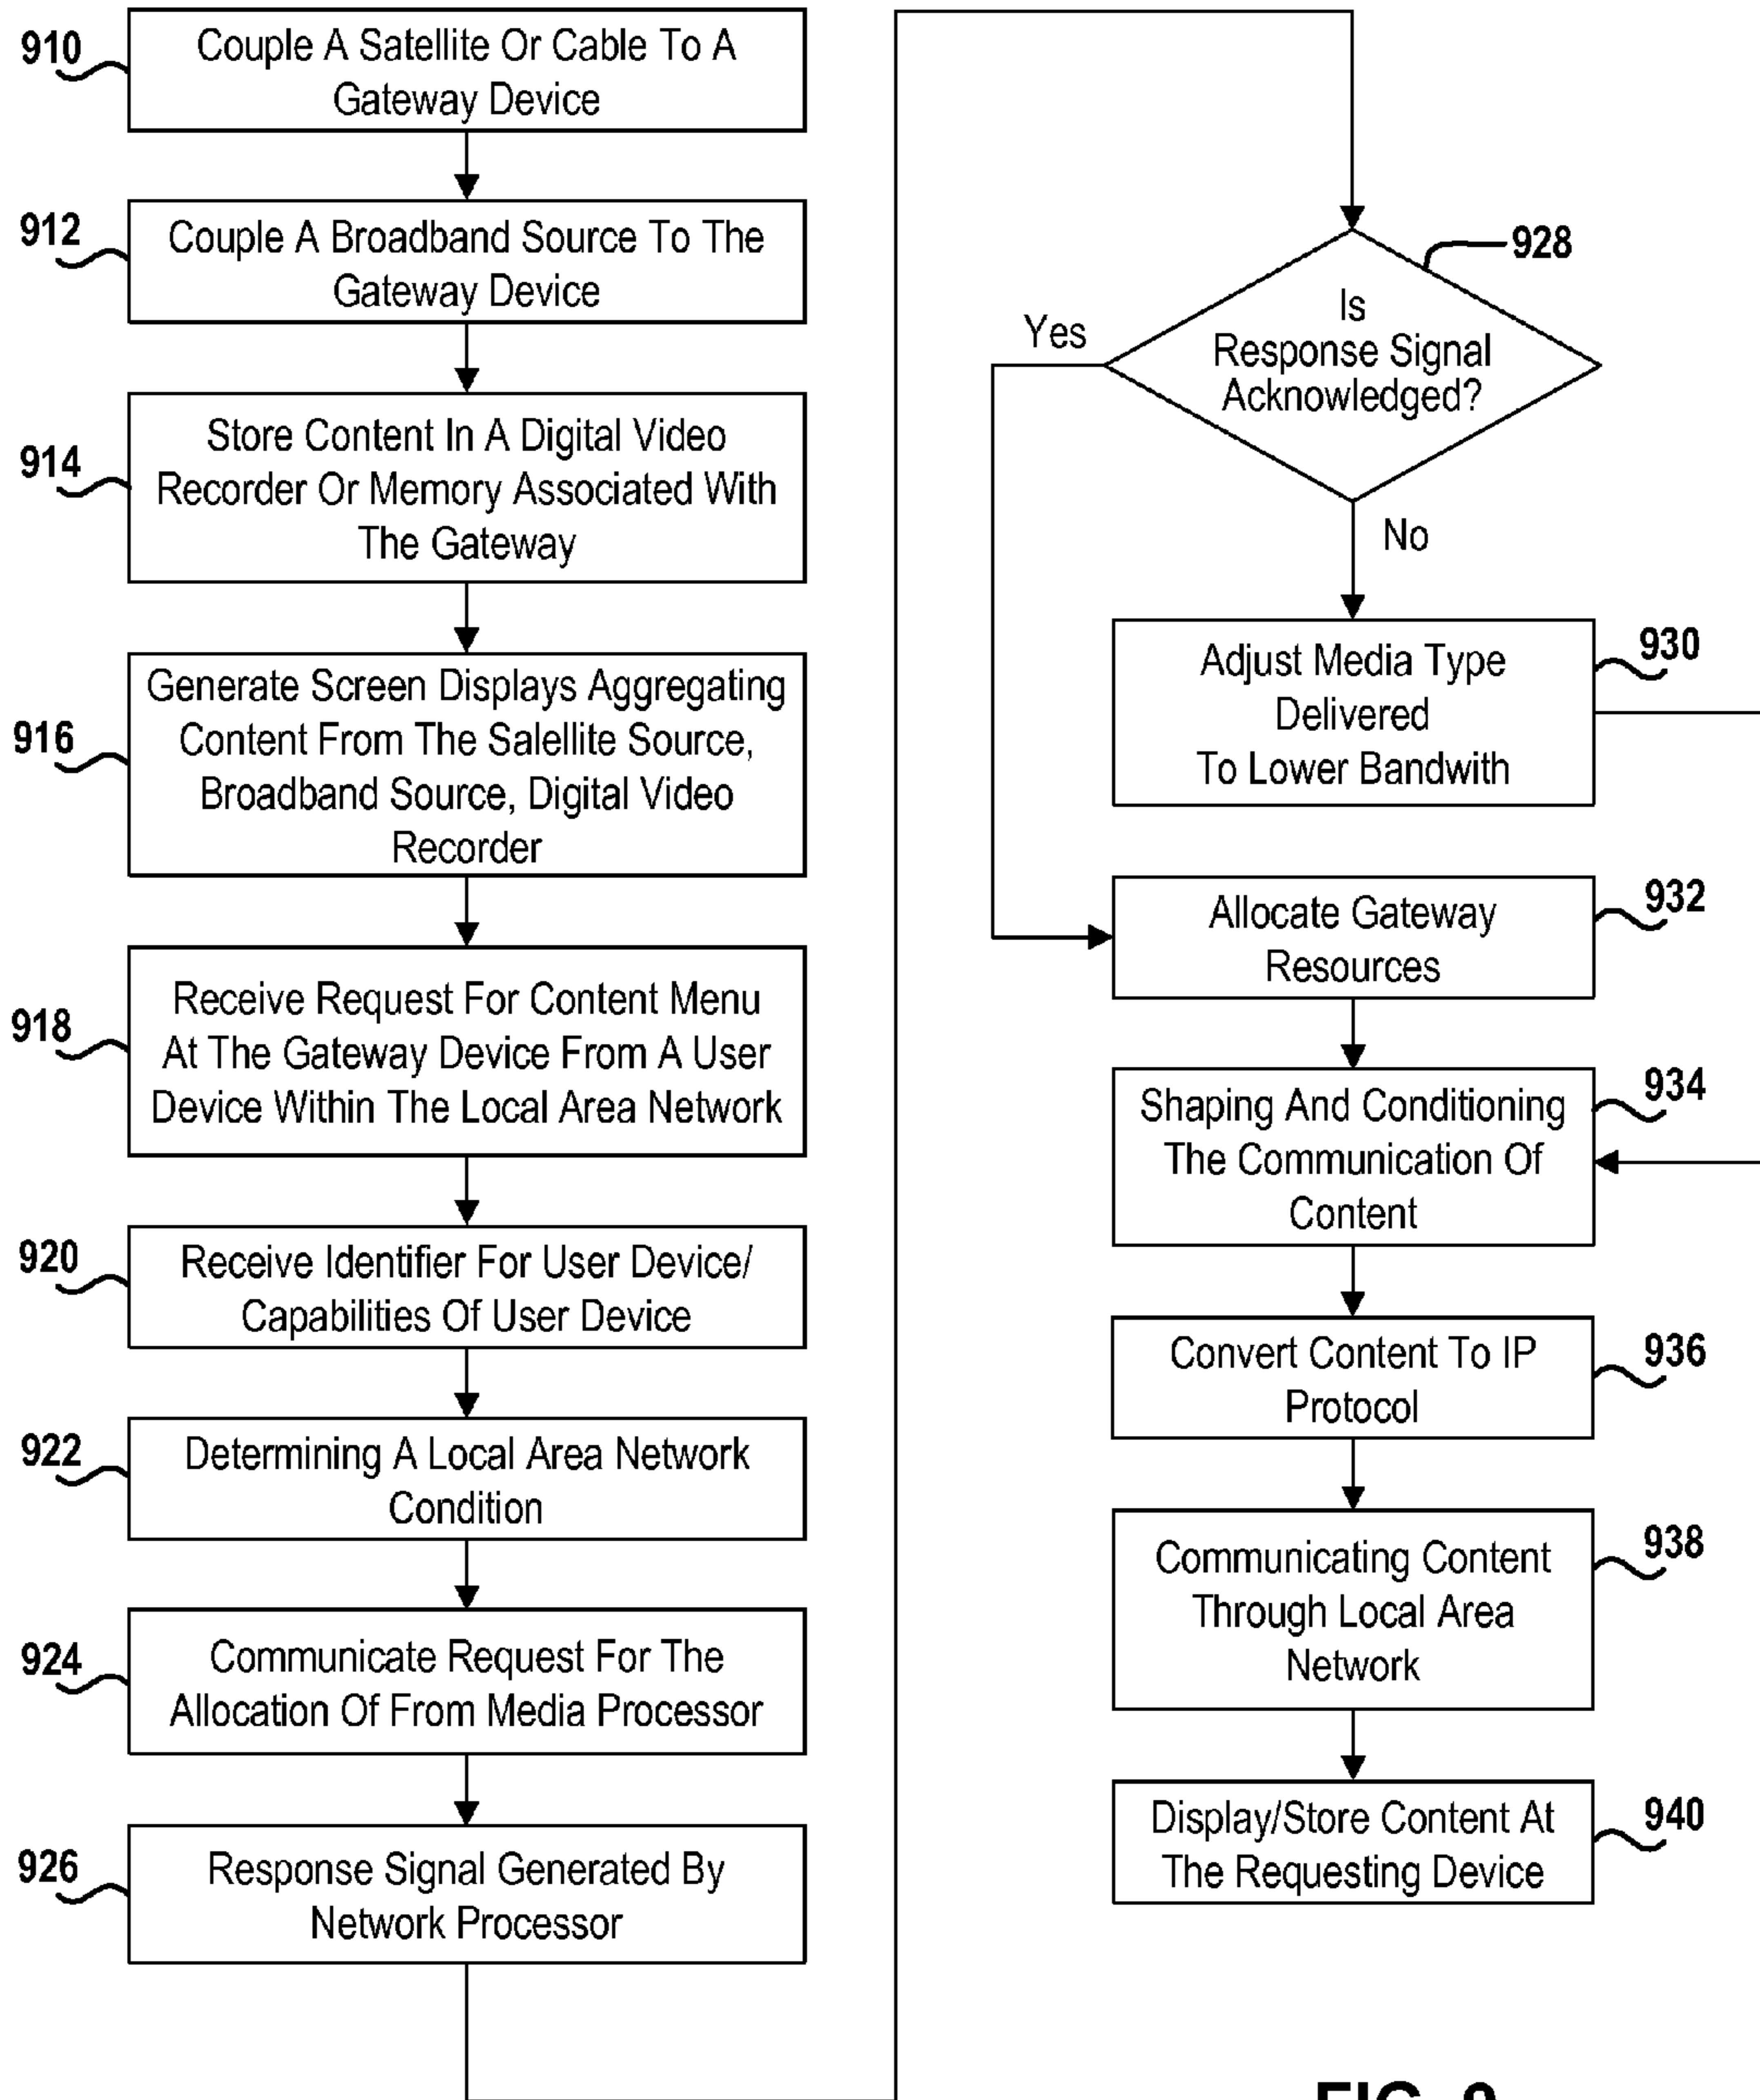 910
Couple A Satellite Or Cable To A
Gateway Device
912
Couple A Broadband Source To The
Gateway Device
914
Store Content In A Digital Video
Recorder Or Memory Associated With
The Gateway
916
Generate Screen Displays Aggregating
Content From The Salellite Source,
Broadband Source, Digital Video
Recorder
918
Receive Request For Content Menu
At The Gateway Device From A User
Device Within The Local Area Network
920
Receive Identifier For User Device/
Capabilities Of User Device
922
Determining A Local Area Network
Condition
924
Communicate Request For The
Allocation Of From Media Processor
926
Response Signal Generated By
Network Processor
928
Is
Response Signal
Acknowledged?
Yes
No
930
Adjust Media Type
Delivered
To Lower Bandwith
932
Allocate Gateway
Resources
934
Shaping And Conditioning
The Communication Of
Content
936
Convert Content To IP
Protocol
938
Communicating Content
Through Local Area
Network
940
Display/Store Content At
The Requesting Device
FIG.